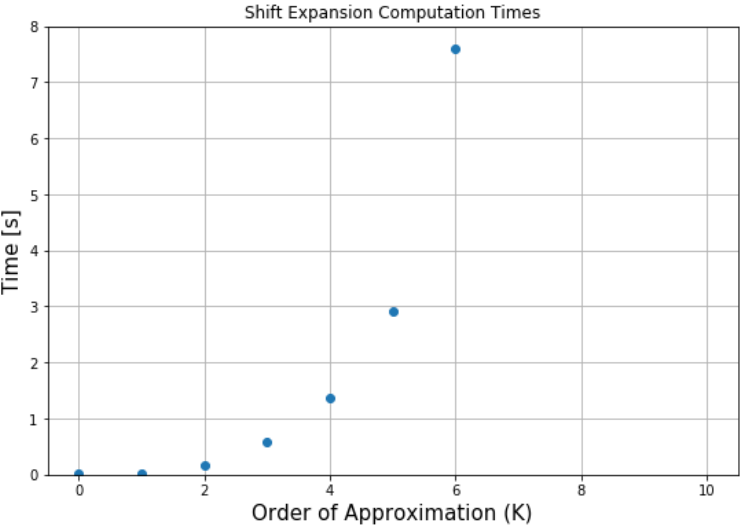 Shift Expansion Computation Times
8
7
6
5
4
3
2
1
0
Time [s]
0 2 4 6 8 10
Order of Approximation (K)